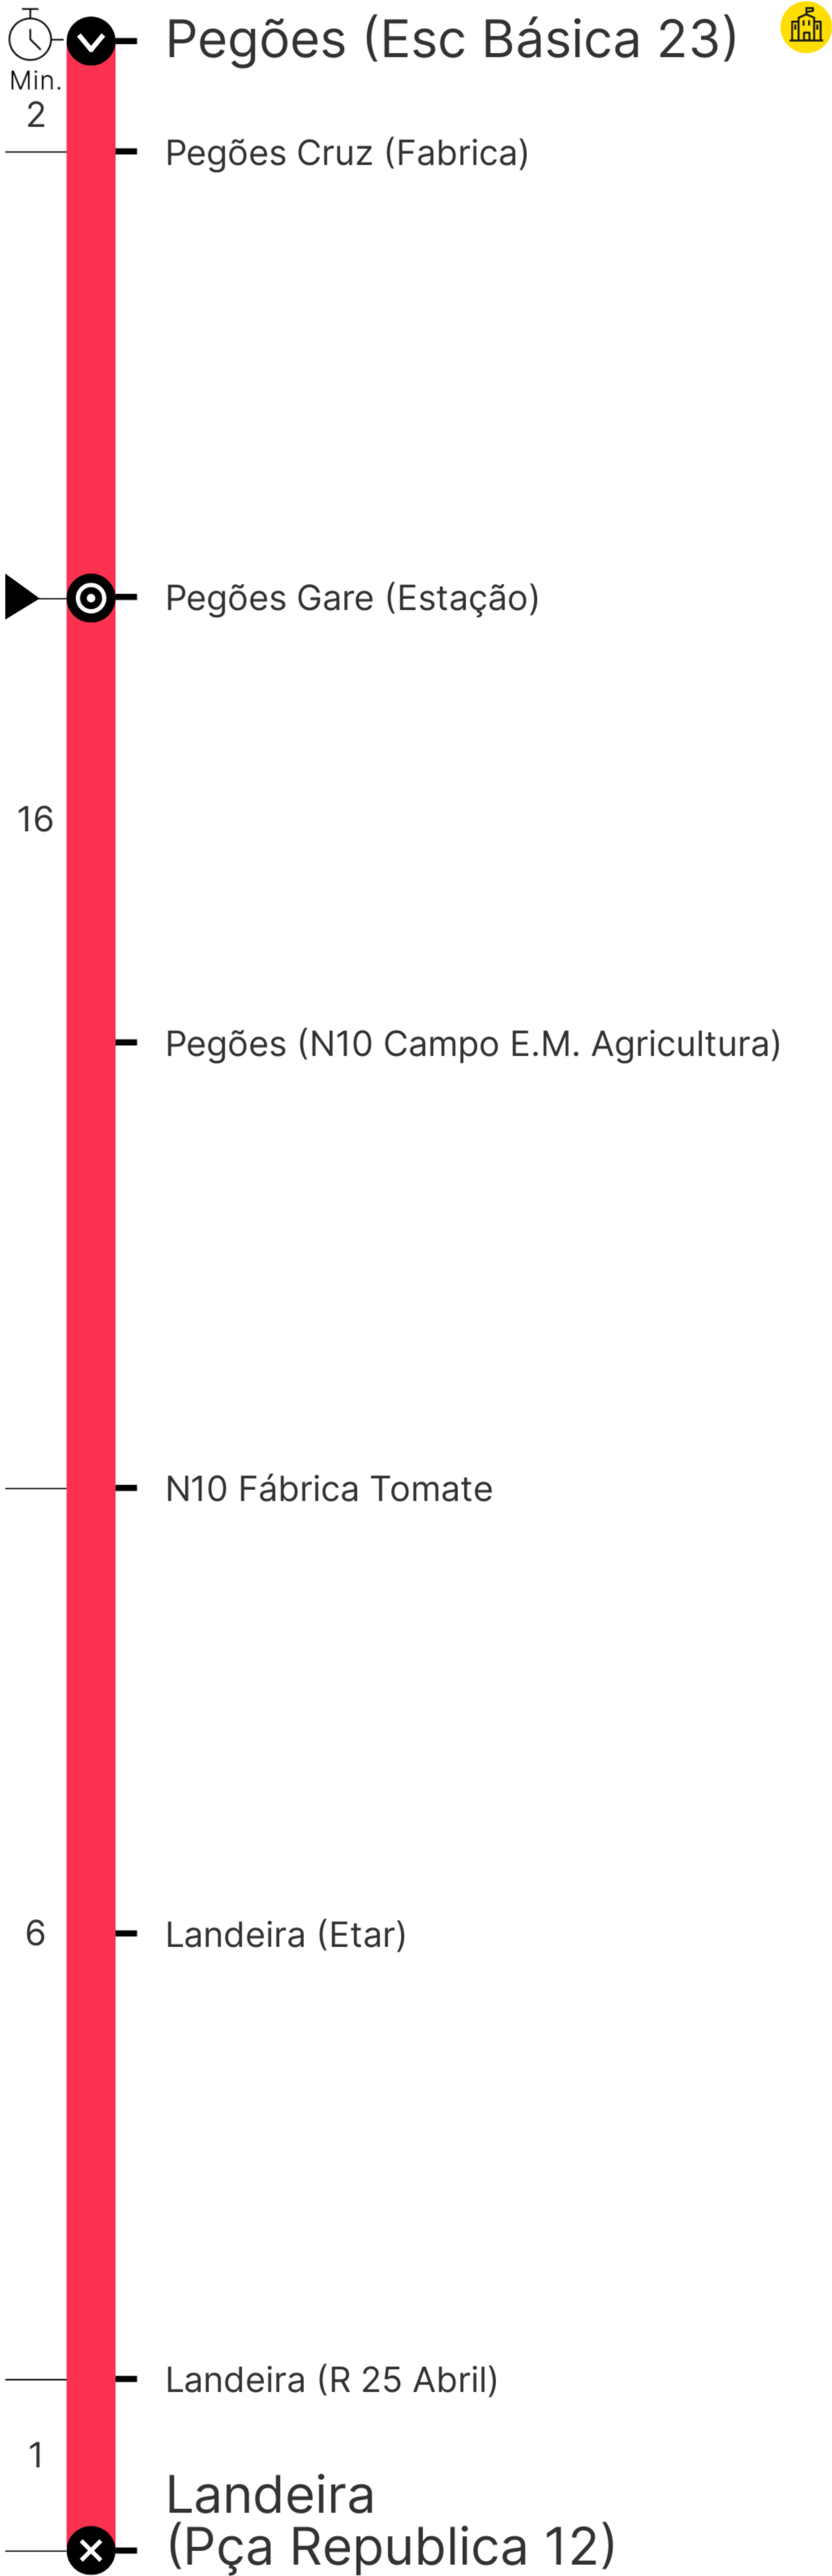 Pegões (Esc Básica 23)
Min.
2
Pegões Cruz (Fabrica)
Pegões Gare (Estação)
16
Pegões (N10 Campo E.M. Agricultura)
N10 Fábrica Tomate
6
Landeira (Etar)
Landeira (R 25 Abril)
1
Landeira
(Pça Republica 12)